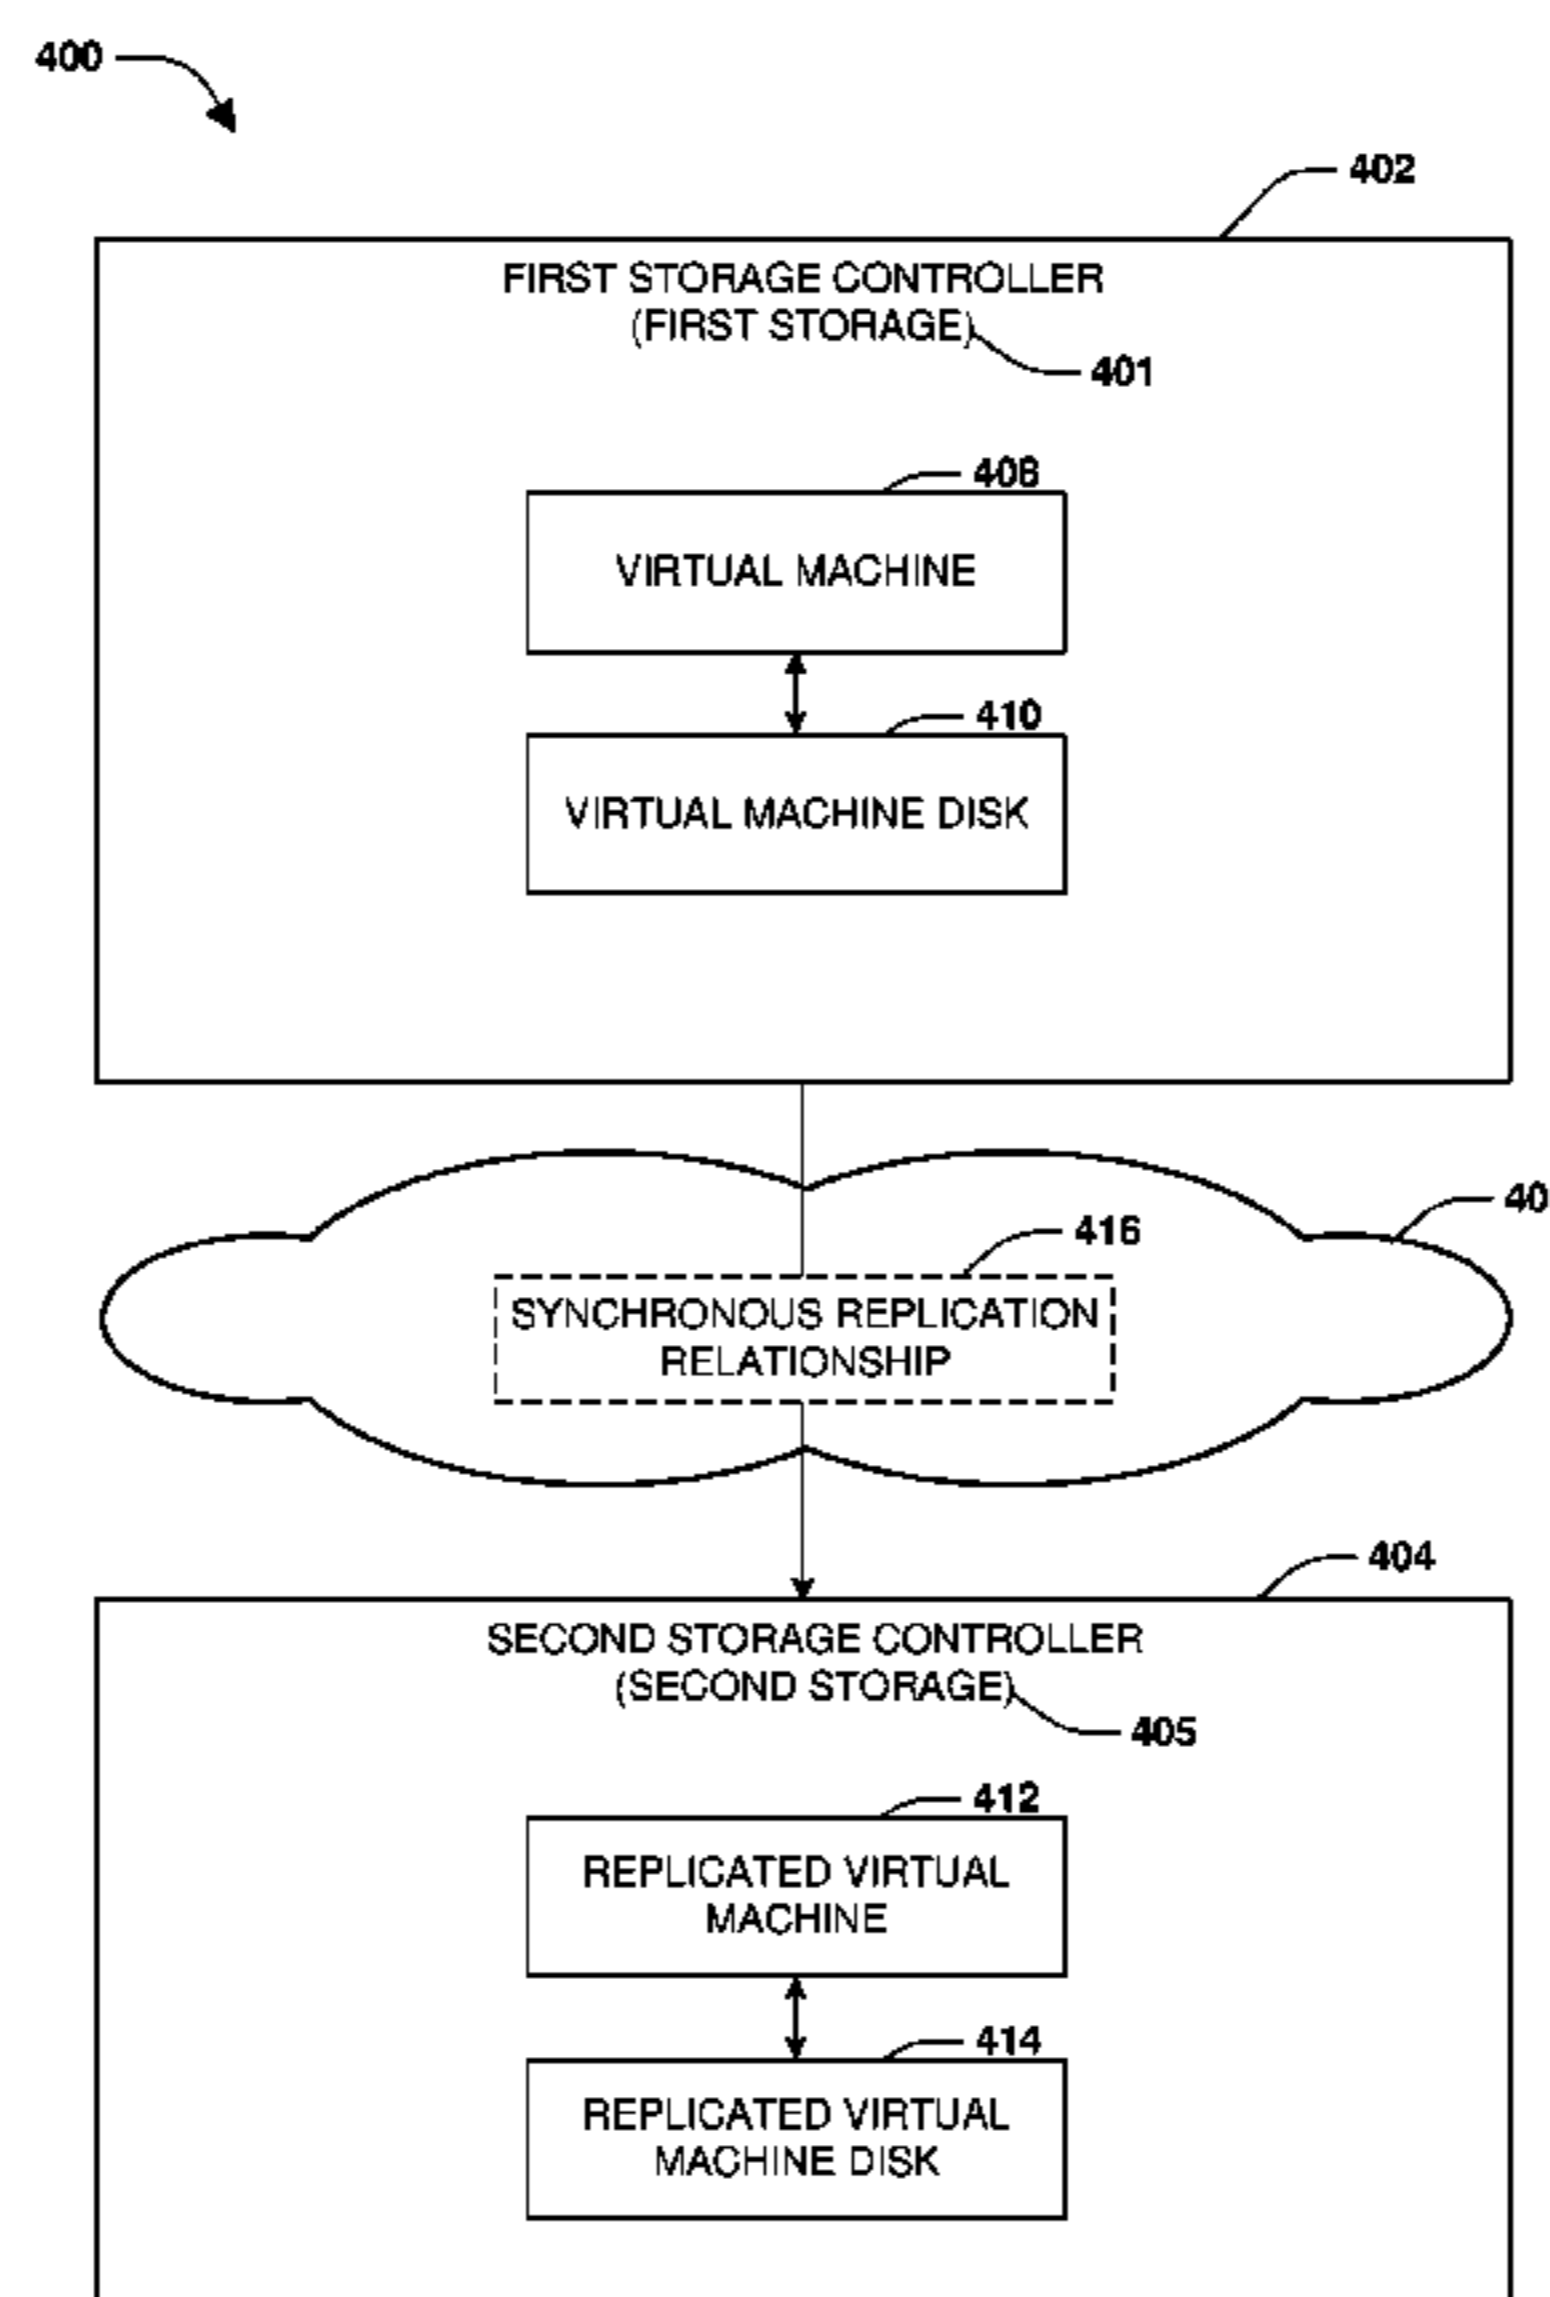 400
402
FIRST STORAGE CONTROLLER
(FIRST STORAGE)
401
408
VIRTUAL MACHINE
410
VIRTUAL MACHINE DISK
40
416
SYNCHRONOUS REPLICATION
RELATIONSHIP
404
SECOND STORAGE CONTROLLER
(SECOND STORAGE)
405
412
REPLICATED VIRTUAL
MACHINE
414
REPLICATED VIRTUAL
MACHINE DISK